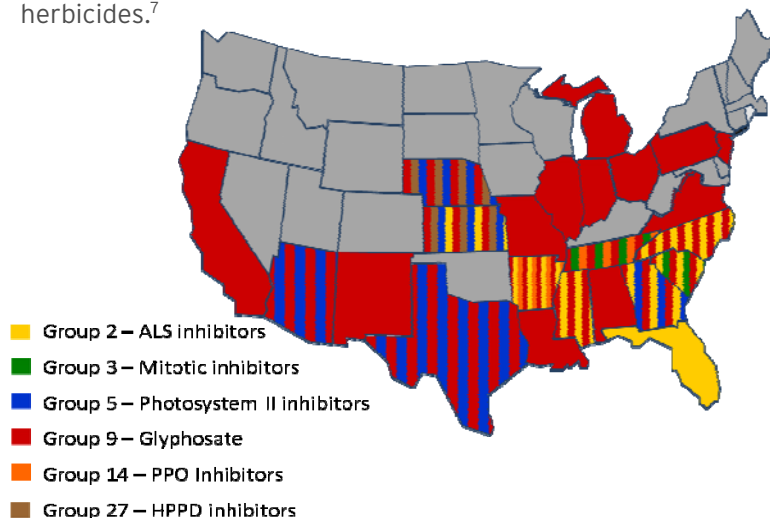 herbicides.7
Group 2 – ALS inhibitors
Group 3 – Mitotic inhibitors
Group 5 – Photosystem II inhibitors
Group 9 – Glyphosate
Group 14 – PPO Inhibitors
Group 27 – HPPD inhibitors